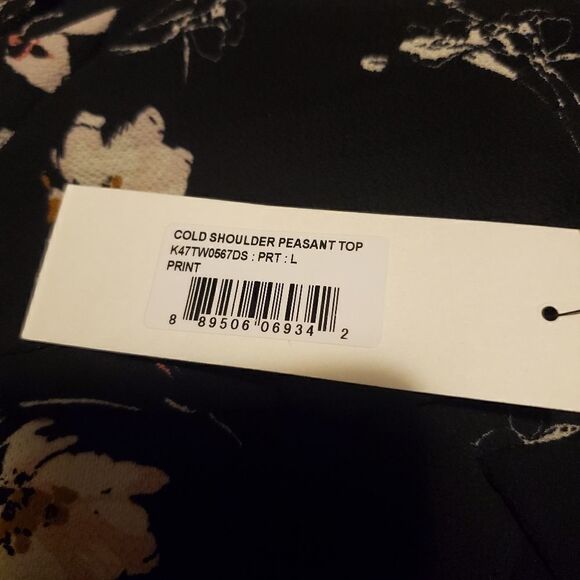 COLD SHOULDER PEASANT TOP
K47TW0567DS : PRT : L
PRINT
8 89506 06934 2